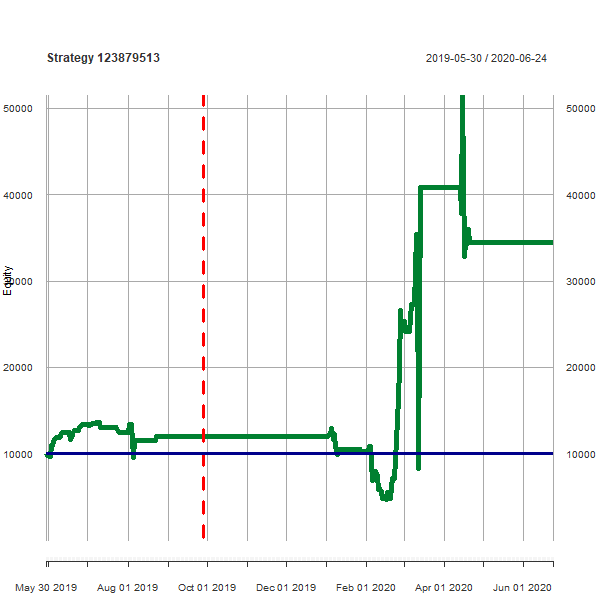 Strategy 123879513
2019-05-30 / 2020-06-24
50000
50000
40000
40000
Equity
30000
30000
20000
20000
10000
10000
May 30 2019
Aug 01 2019
Oct 01 2019
Dec 01 2019
Feb 01 2020
Apr 01 2020
Jun 01 2020